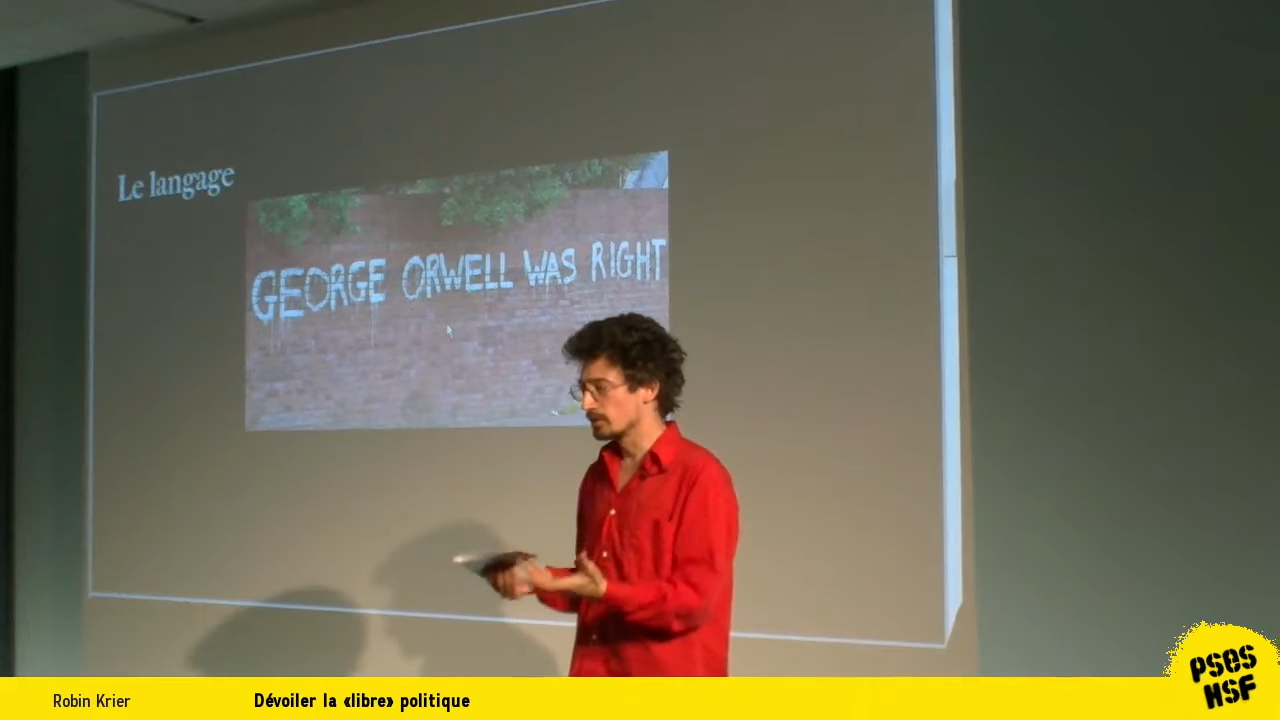 Le langage
GEORGE ORWELL WAS RIGHT
Robin Krier
Dévoiler la «libre» politique
PSES
HSF